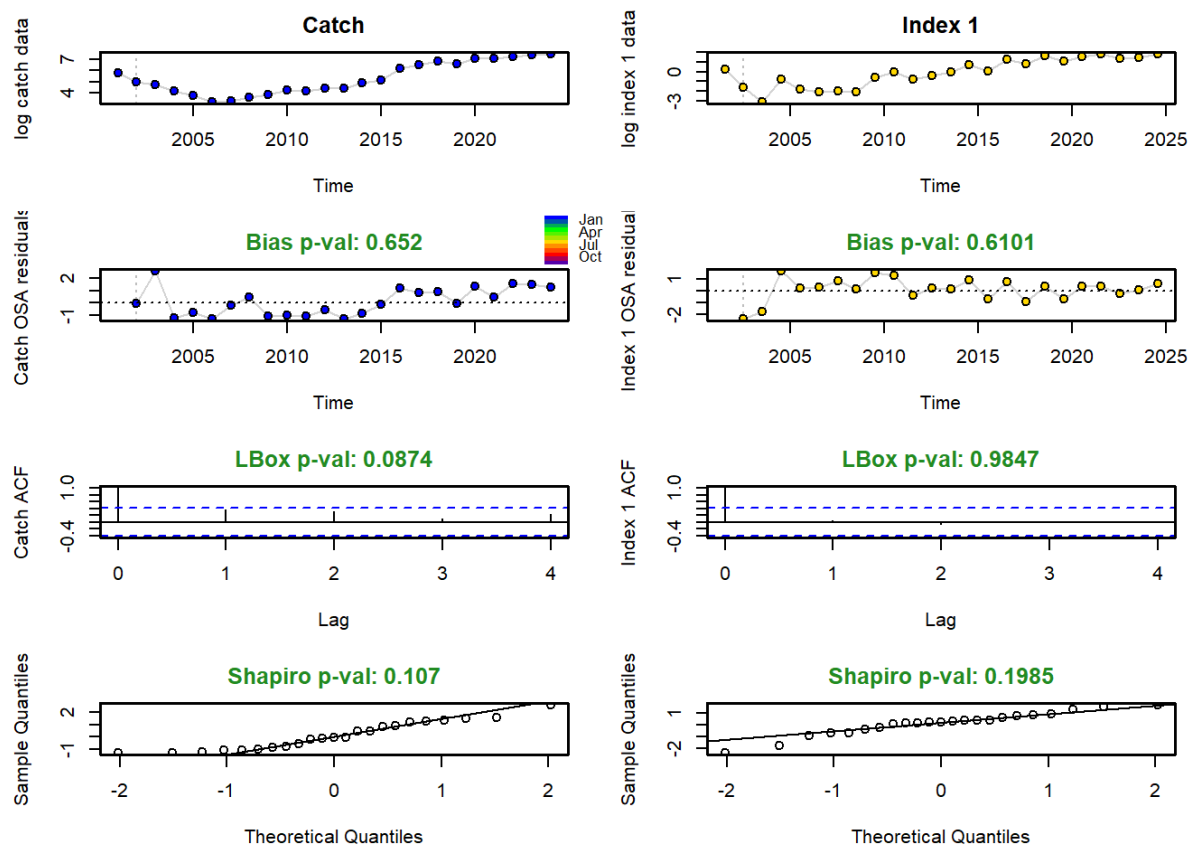 Catch
log catch data
7
4
2005 2010 2015 2020
Time
Index 1
log index 1 data
0
-3
2005 2010 2015 2020 2025
Time
Bias p-val: 0.652
Jan
Apr
Jul
Oct
Catch OSA residuals
2
-1
2005 2010 2015 2020
Time
Bias p-val: 0.6101
Index 1 OSA residual
1
-2
2005 2010 2015 2020 2025
Time
LBox p-val: 0.0874
Catch ACF
1.0
-0.4
0 1 2 3 4
Lag
LBox p-val: 0.9847
Index 1 ACF
1.0
-0.4
0 1 2 3 4
Lag
Shapiro p-val: 0.107
Sample Quantiles
2
-1
-2 -1 0 1 2
Theoretical Quantiles
Shapiro p-val: 0.1985
Sample Quantiles
1
-2
-2 -1 0 1 2
Theoretical Quantiles